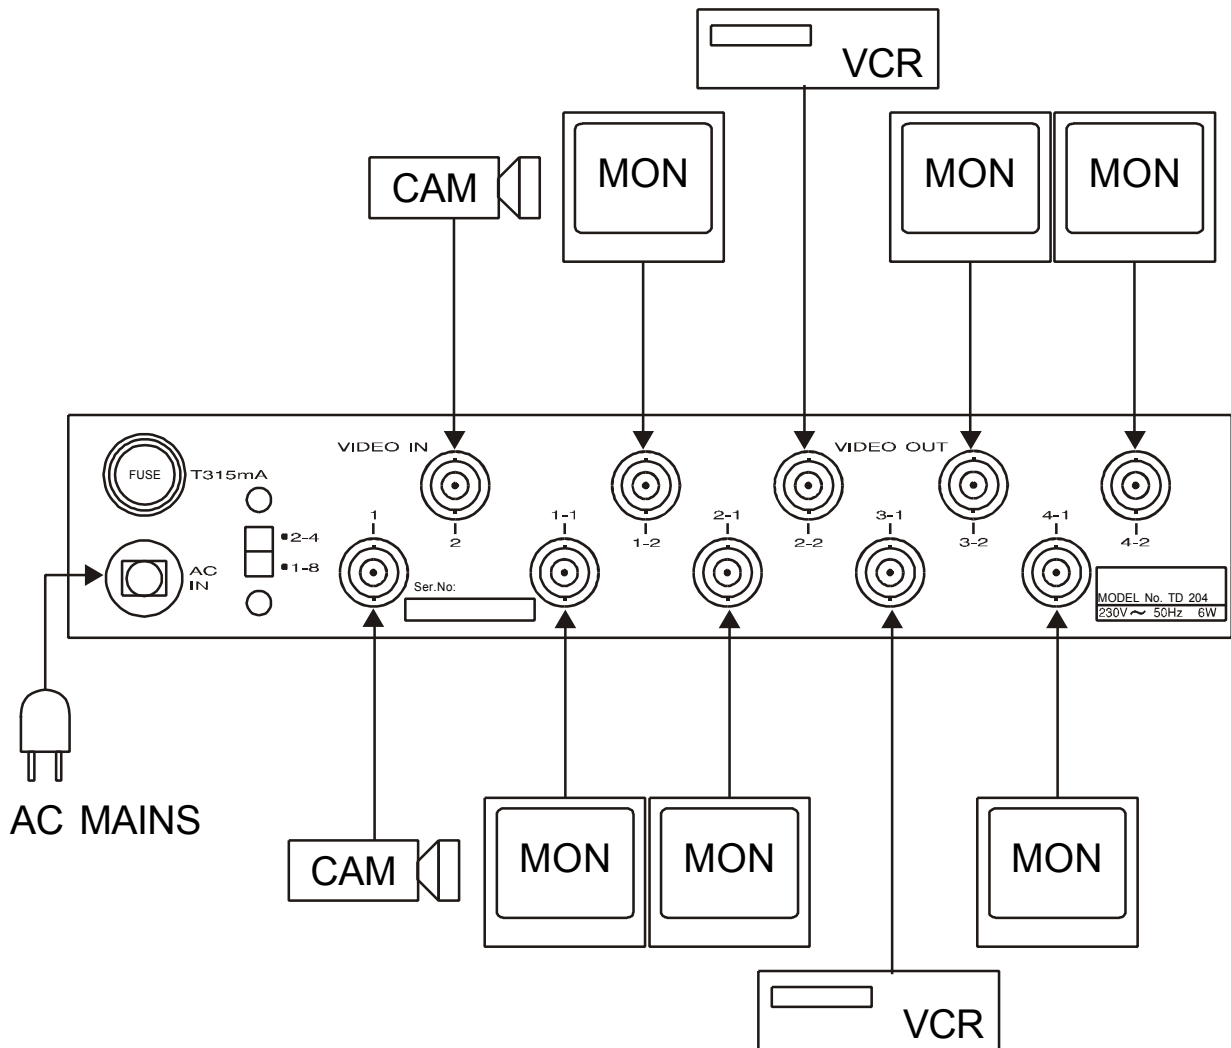 VCR
MON
MON
MON
CAM
VIDEO IN
VIDEO OUT
FUSE
T315mA
1
1-1
2-1
3-1
4-1
2-4
2
1-2
2-2
3-2
4-2
1-8
AC
IN
Ser.No:
MODEL No. TD 204
230V ~ 50Hz 6W
AC MAINS
CAM
MON
MON
MON
VCR